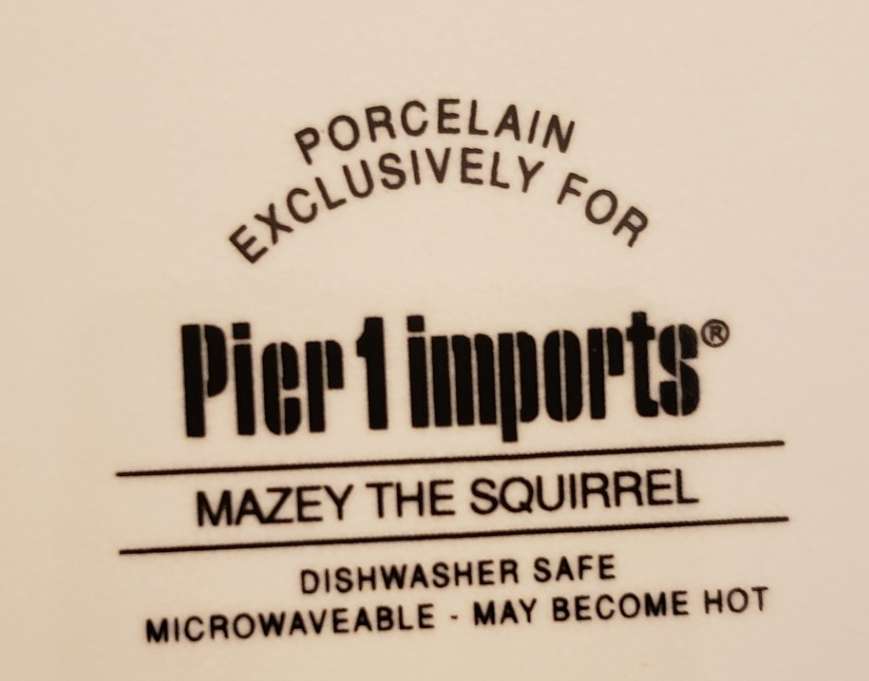 PORCELAIN
EXCLUSIVELY FOR
Pier 1 imports®
MAZEY THE SQUIRREL
DISHWASHER SAFE
MICROWAVEABLE - MAY BECOME HOT